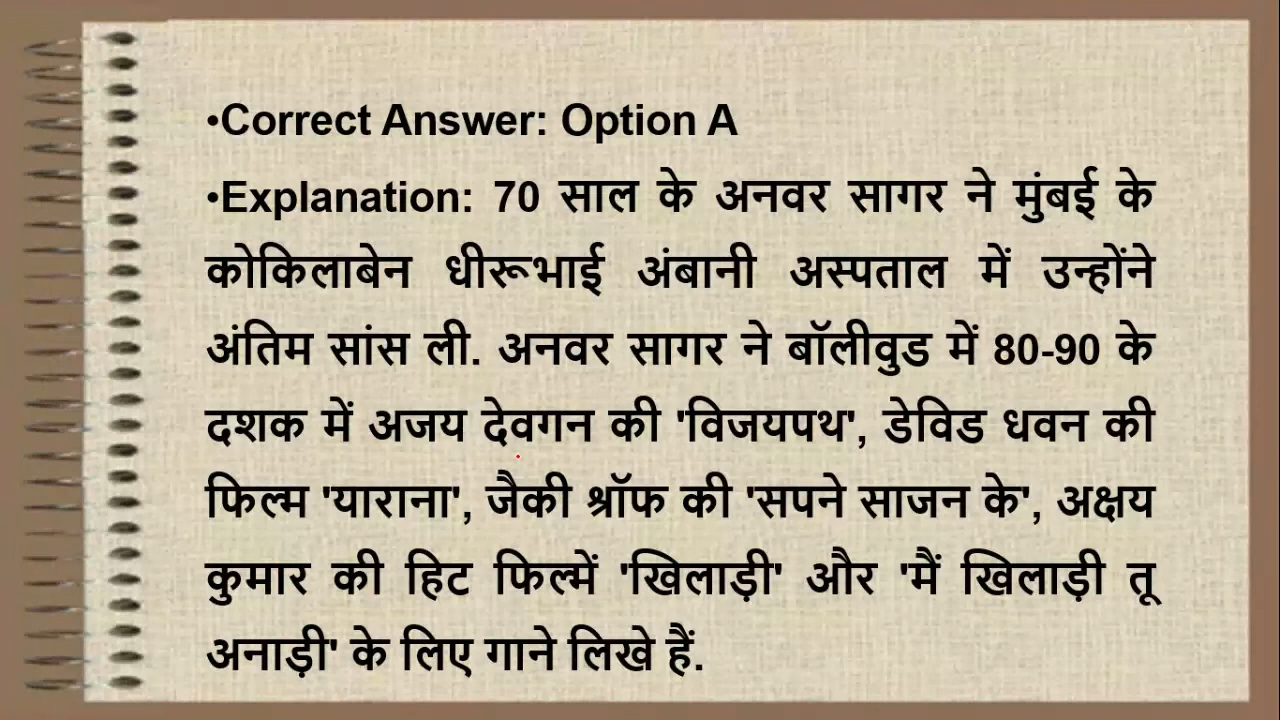 •Correct Answer: Option A
•Explanation: 70 साल के अनवर सागर ने मुंबई के
कोकिलाबेन धीरूभाई अंबानी अस्पताल में उन्होंने
अंतिम सांस ली. अनवर सागर ने बॉलीवुड में 80-90 के
दशक में अजय देवगन की 'विजयपथ', डेविड धवन की
फिल्म 'याराना', जैकी श्रॉफ की 'सपने साजन के', अक्षय
कुमार की हिट फिल्में 'खिलाड़ी' और 'मैं खिलाड़ी तू
अनाड़ी' के लिए गाने लिखे हैं.